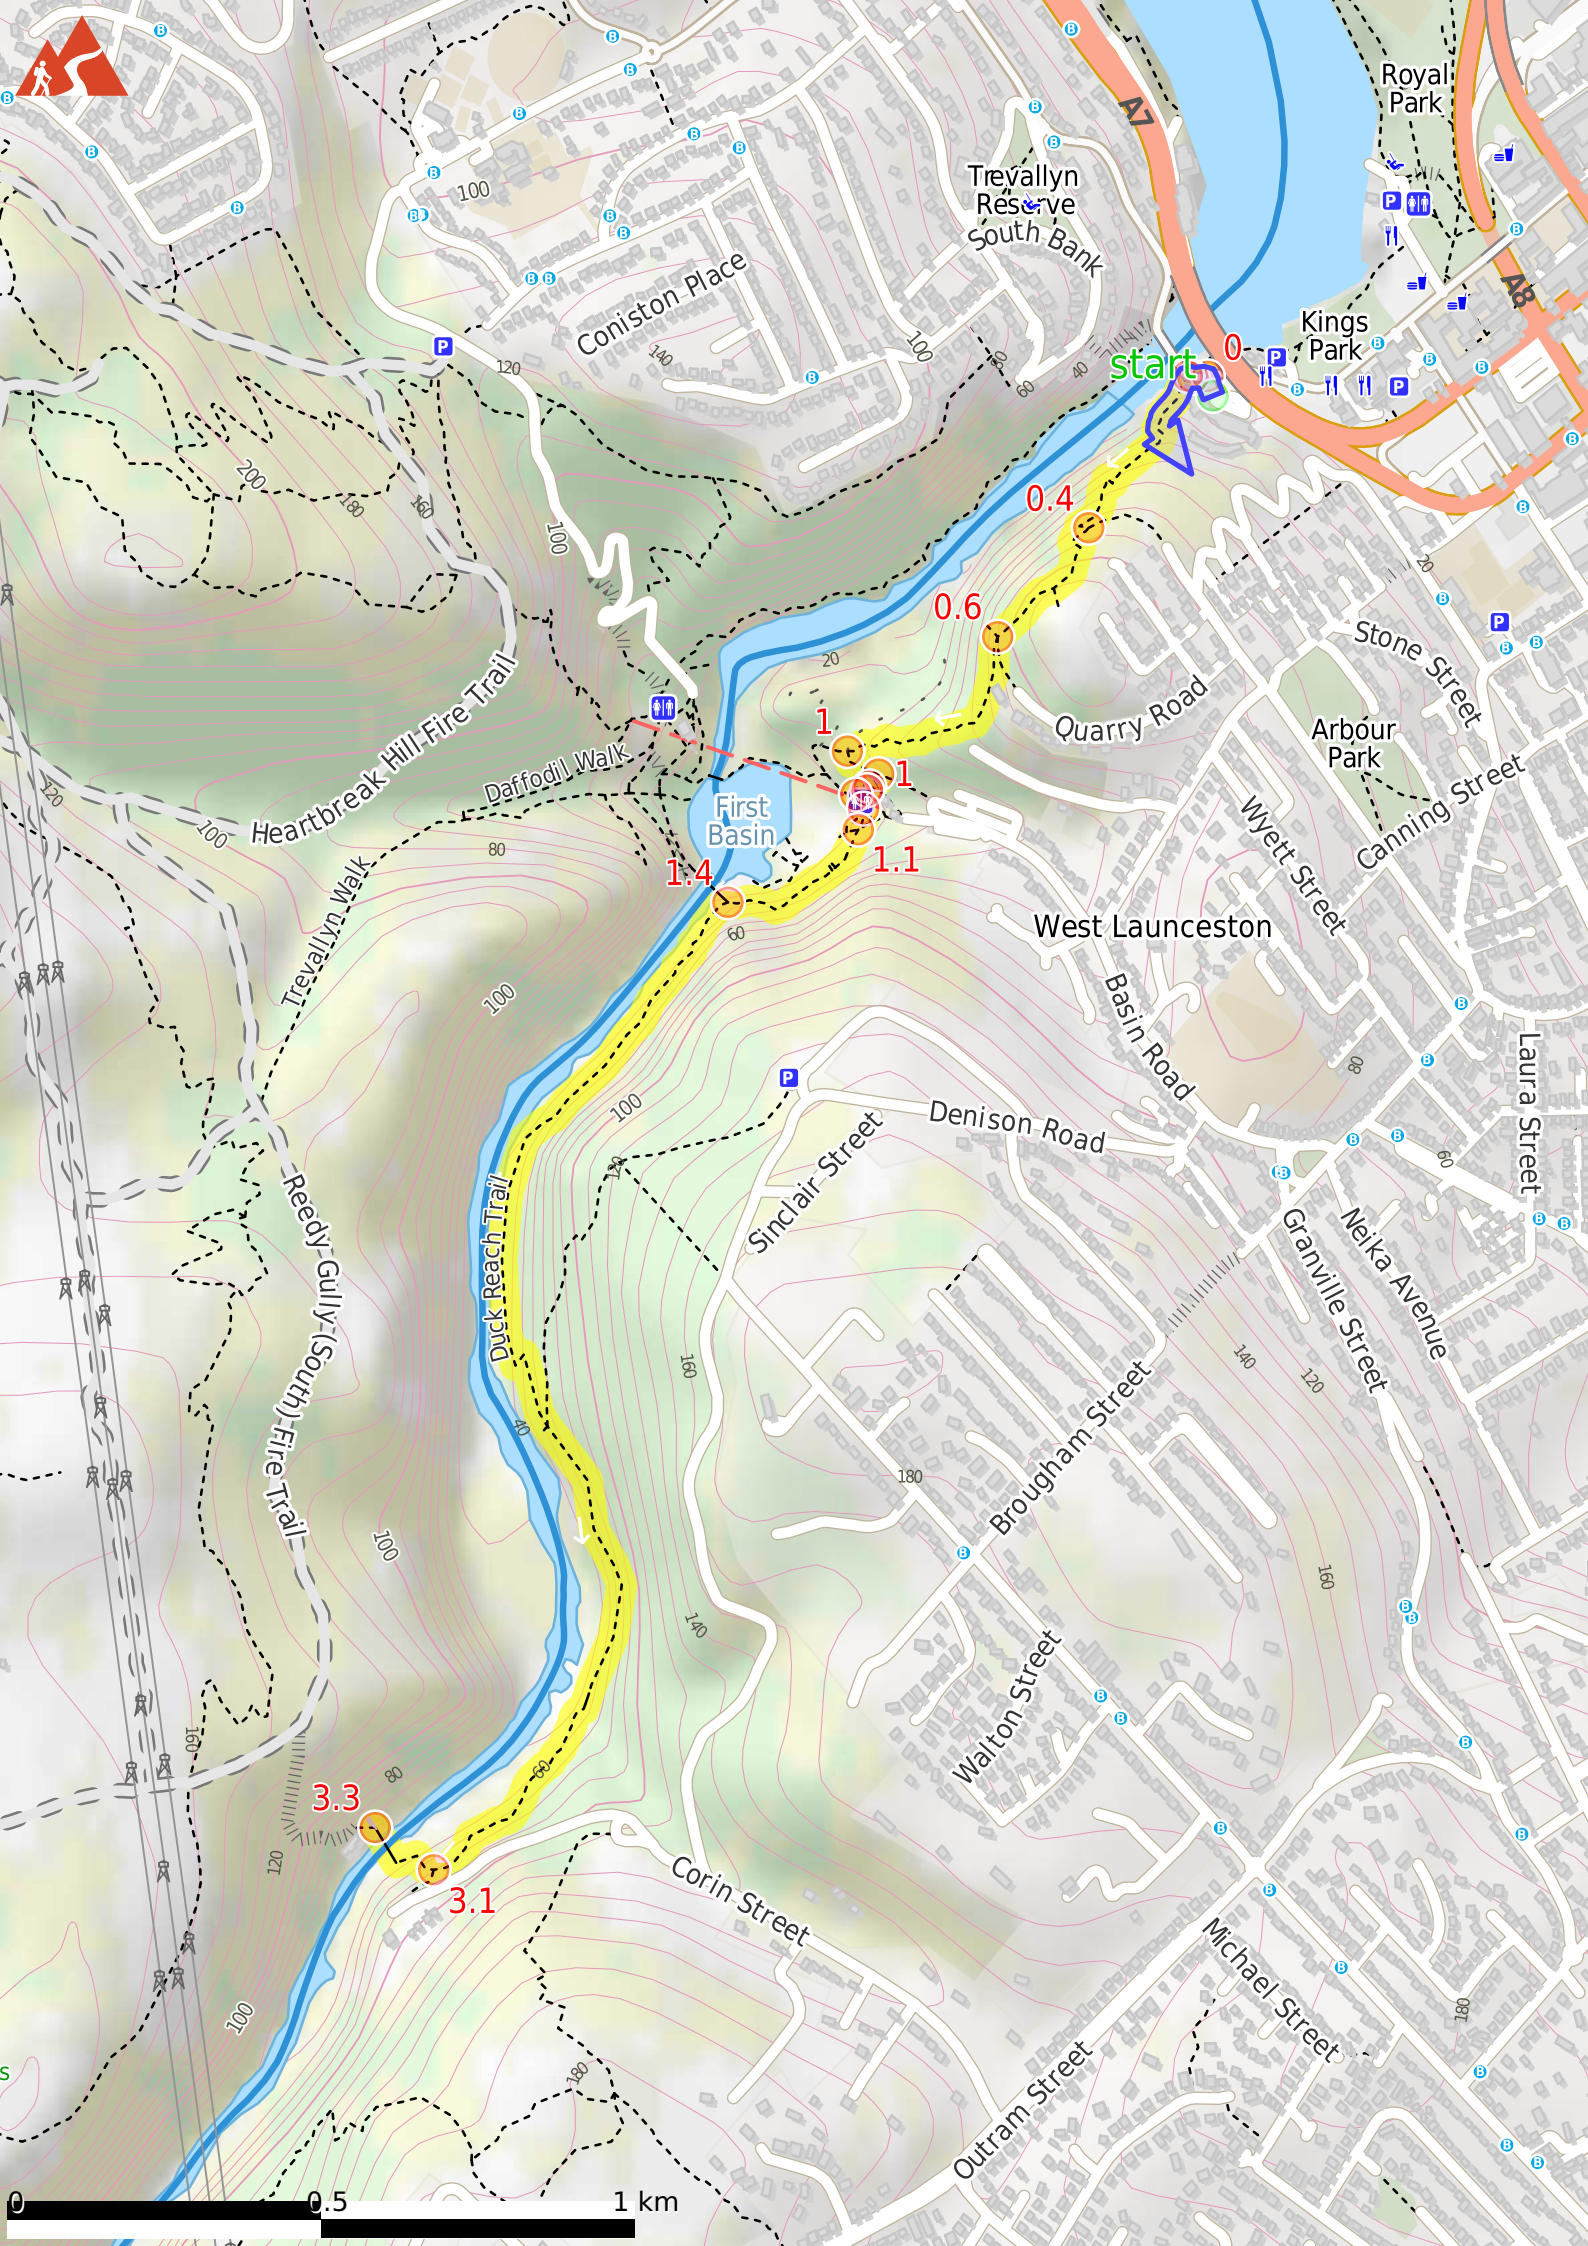 Royal
Park
A7
Trevallyn
Reserve
South Bank
100
Coniston Place
A8
Kings
Park
140
100
80
60
40
120
start
0
200
180
160
100
0.4
20
0.6
Stone Street
20
Quarry Road
Arbour
Park
1
1
Heartbreak Hill Fire Trail
Daffodil Walk
First
Basin
Canning Street
120
100
80
1.4
1.1
Wyett Street
60
West Launceston
Trevallyn Walk
100
Basin Road
Laura Street
80
100
Denison Road
120
Sinclair Street
60
Duck Reach Trail
Reedy Gully (South) Fire Trail
Granville Street
Neika Avenue
160
140
120
40
Brougham Street
180
100
160
140
Walton Street
160
60
80
3.3
120
3.1
Corin Street
Michael Street
100
180
180
Outram Street
s
0
0.5
1 km
P
P
P
P
P
P
B